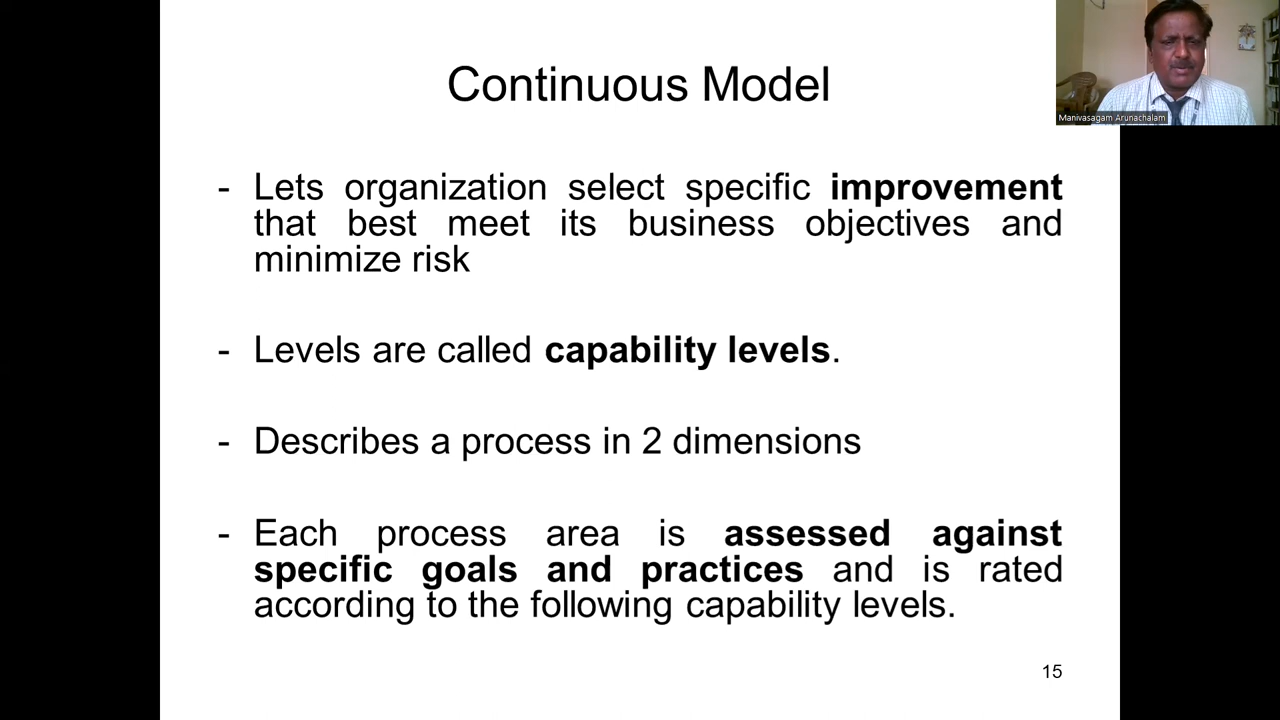 Continuous Model
Manivasagam Arunachalam
- Lets organization select specific improvement
that best meet its business objectives and
minimize risk
- Levels are called capability levels.
- Describes a process in 2 dimensions
- Each process area is assessed against
specific goals and practices and is rated
according to the following capability levels.
15